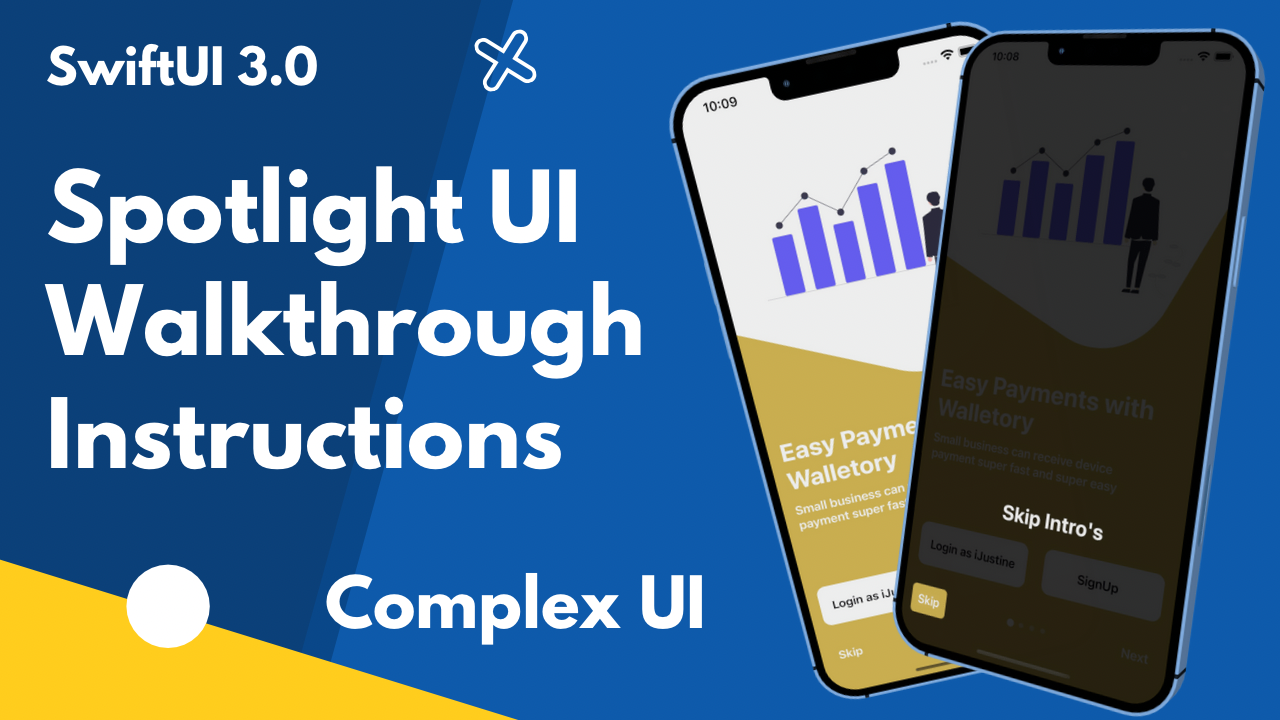 SwiftUI 3.0
Spotlight UI
Walkthrough
Instructions
Complex UI
10:09
Easy Payme
Walletory
Small business can
payment super fas
Login as iJu
Skip
10:08
Easy Payments with
Walletory
Small business can receive device
payment super fast and super easy
Skip Intro's
Login as iJustine
SignUp
Skip
Next